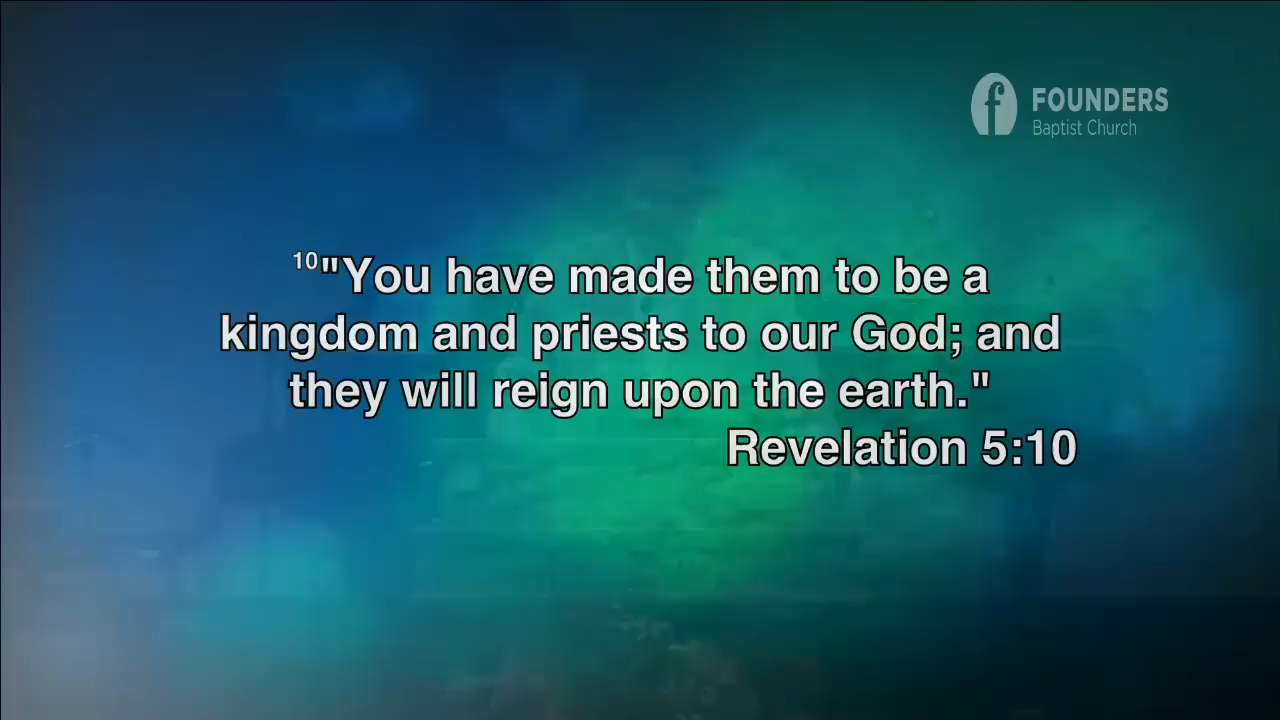 FOUNDERS
Baptist Church
10"You have made them to be a
kingdom and priests to our God; and
they will reign upon the earth."
Revelation 5:10